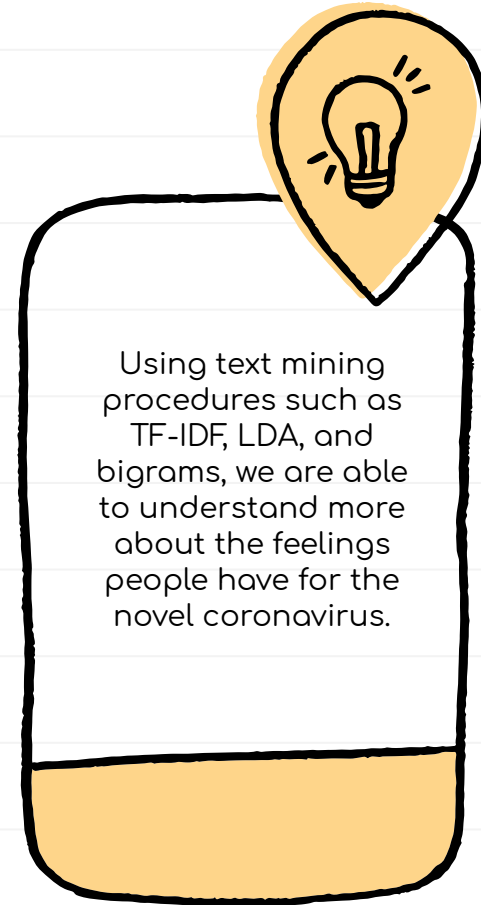 Using text mining
procedures such as
TF-IDF, LDA, and
bigrams, we are able
to understand more
about the feelings
people have for the
novel coronavirus.